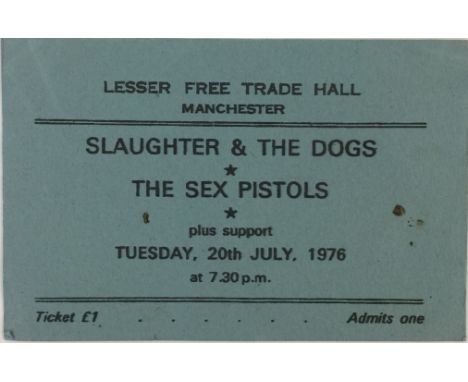 LESSER FREE TRADE HALL
MANCHESTER
SLAUGHTER & THE DOGS
★
THE SEX PISTOLS
★
plus support
TUESDAY, 20th JULY, 1976
at 7.30 p.m.
Ticket £1 . . . . . . Admits one